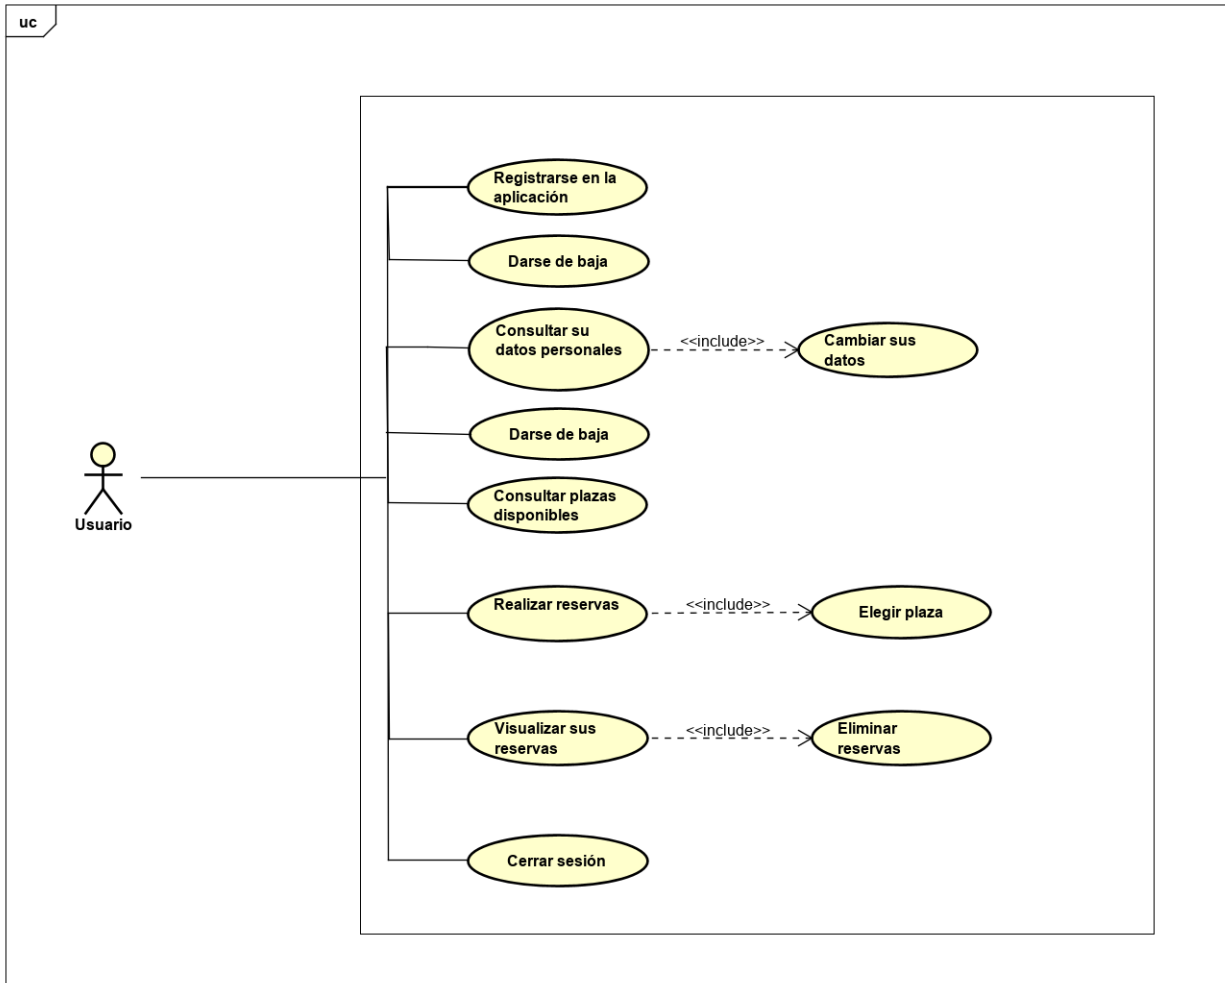 uc
Registrarse en la
aplicación
Darse de baja
Consultar su
datos personales
<<include>>
Cambiar sus
datos
Darse de baja
Consultar plazas
disponibles
Usuario
Realizar reservas
<<include>>
Elegir plaza
Visualizar sus
reservas
<<include>>
Eliminar
reservas
Cerrar sesión